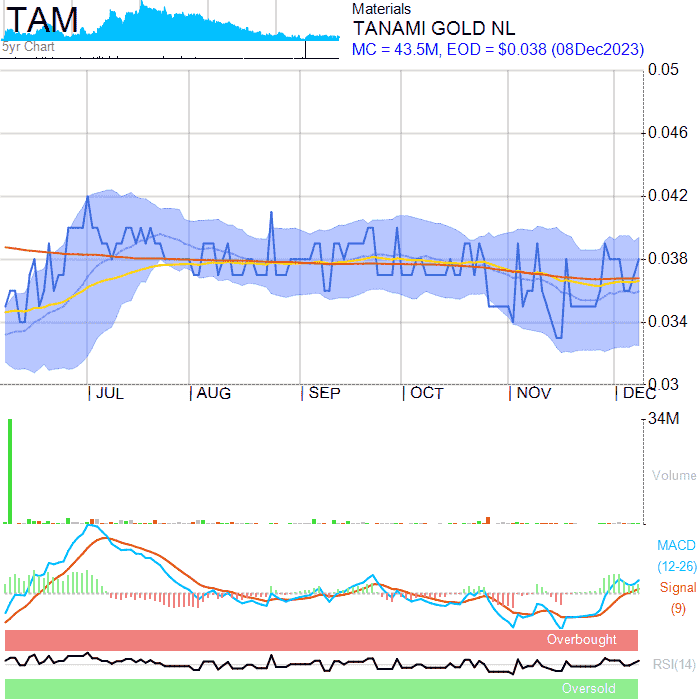 TAM
5yr Chart
Materials
TANAMI GOLD NL
MC = 43.5M, EOD = $0.038 (08Dec2023)
0.05
0.046
0.042
0.038
0.034
0.03
JUL AUG SEP OCT NOV DEC
34M
Volume
MACD
(12-26)
Signal
(9)
Overbought
RSI(14)
Oversold